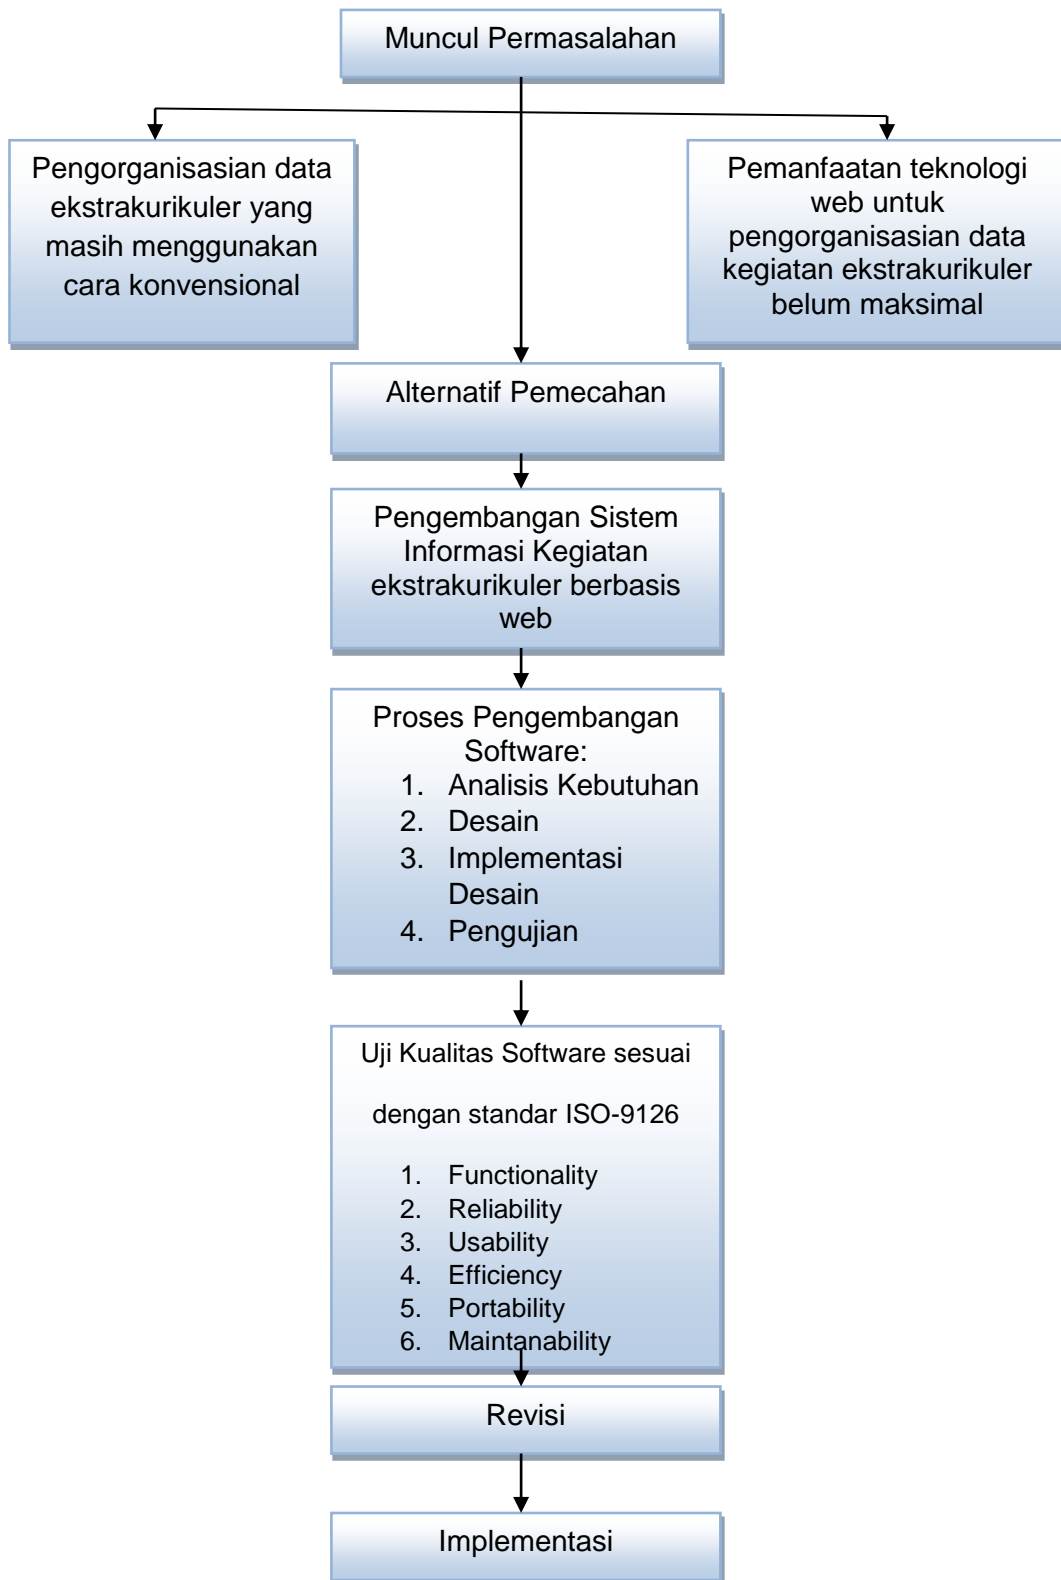 Muncul Permasalahan
Pengorganisasian data
ekstrakurikuler yang
masih menggunakan
cara konvensional
Pemanfaatan teknologi
web untuk
pengorganisasian data
kegiatan ekstrakurikuler
belum maksimal
Alternatif Pemecahan
Pengembangan Sistem
Informasi Kegiatan
ekstrakurikuler berbasis
web
Proses Pengembangan
Software:
1. Analisis Kebutuhan
2. Desain
3. Implementasi
Desain
4. Pengujian
Uji Kualitas Software sesuai
dengan standar ISO-9126
1. Functionality
2. Reliability
3. Usability
4. Efficiency
5. Portability
6. Maintanability
Revisi
Implementasi